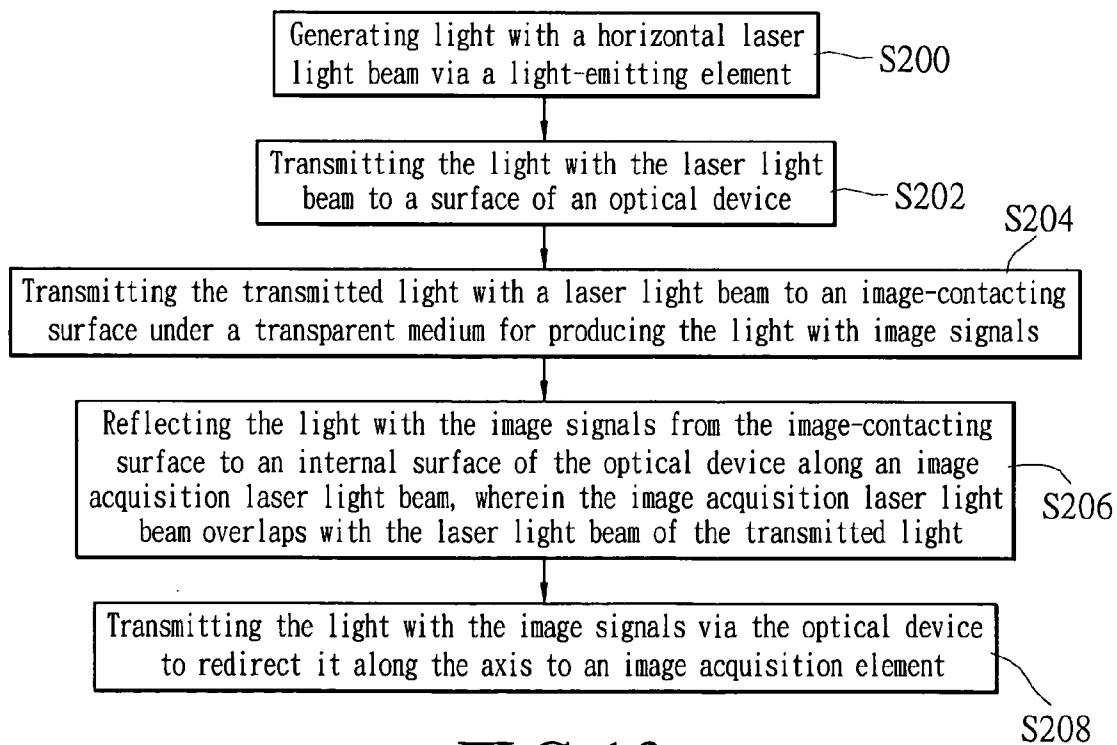 Generating light with a horizontal laser
light beam via a light-emitting element
S200
Transmitting the light with the laser light
beam to a surface of an optical device
S202
S204
Transmitting the transmitted light with a laser light beam to an image-contacting
surface under a transparent medium for producing the light with image signals
Reflecting the light with the image signals from the image-contacting
surface to an internal surface of the optical device along an image
acquisition laser light beam, wherein the image acquisition laser light
beam overlaps with the laser light beam of the transmitted light
S206
Transmitting the light with the image signals via the optical device
to redirect it along the axis to an image acquisition element
S208